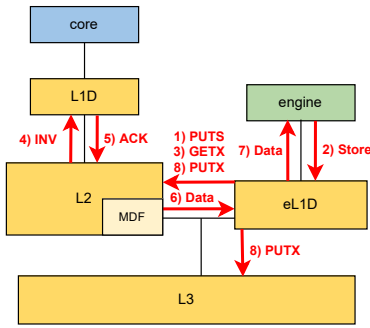 core
L1D
engine
4) INV
5) ACK
1) PUTS
3) GETX
8) PUTX
7) Data
2) Store
L2
MDF
6) Data
eL1D
8) PUTX
L3